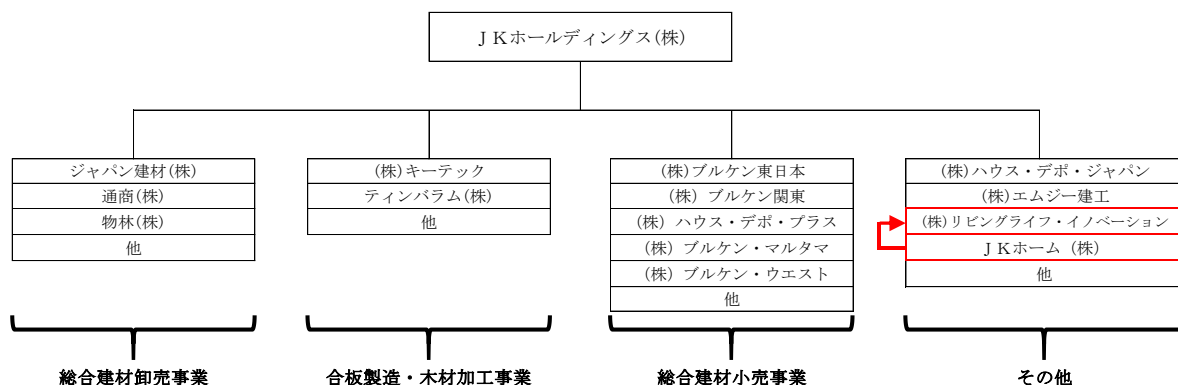 ＪＫホールディングス(株)
ジャパン建材(株)
通商(株)
物林(株)
他
(株)キーテック
ティンバラム(株)
他
(株)ブルケン東日本
(株) ブルケン関東
(株) ハウス・デポ・プラス
(株) ブルケン・マルタマ
(株) ブルケン・ウエスト
他
(株)ハウス・デポ・ジャパン
(株)エムジー建工
(株)リビングライフ・イノベーション
ＪＫホーム（株）
他
総合建材卸売事業
合板製造・木材加工事業
総合建材小売事業
その他